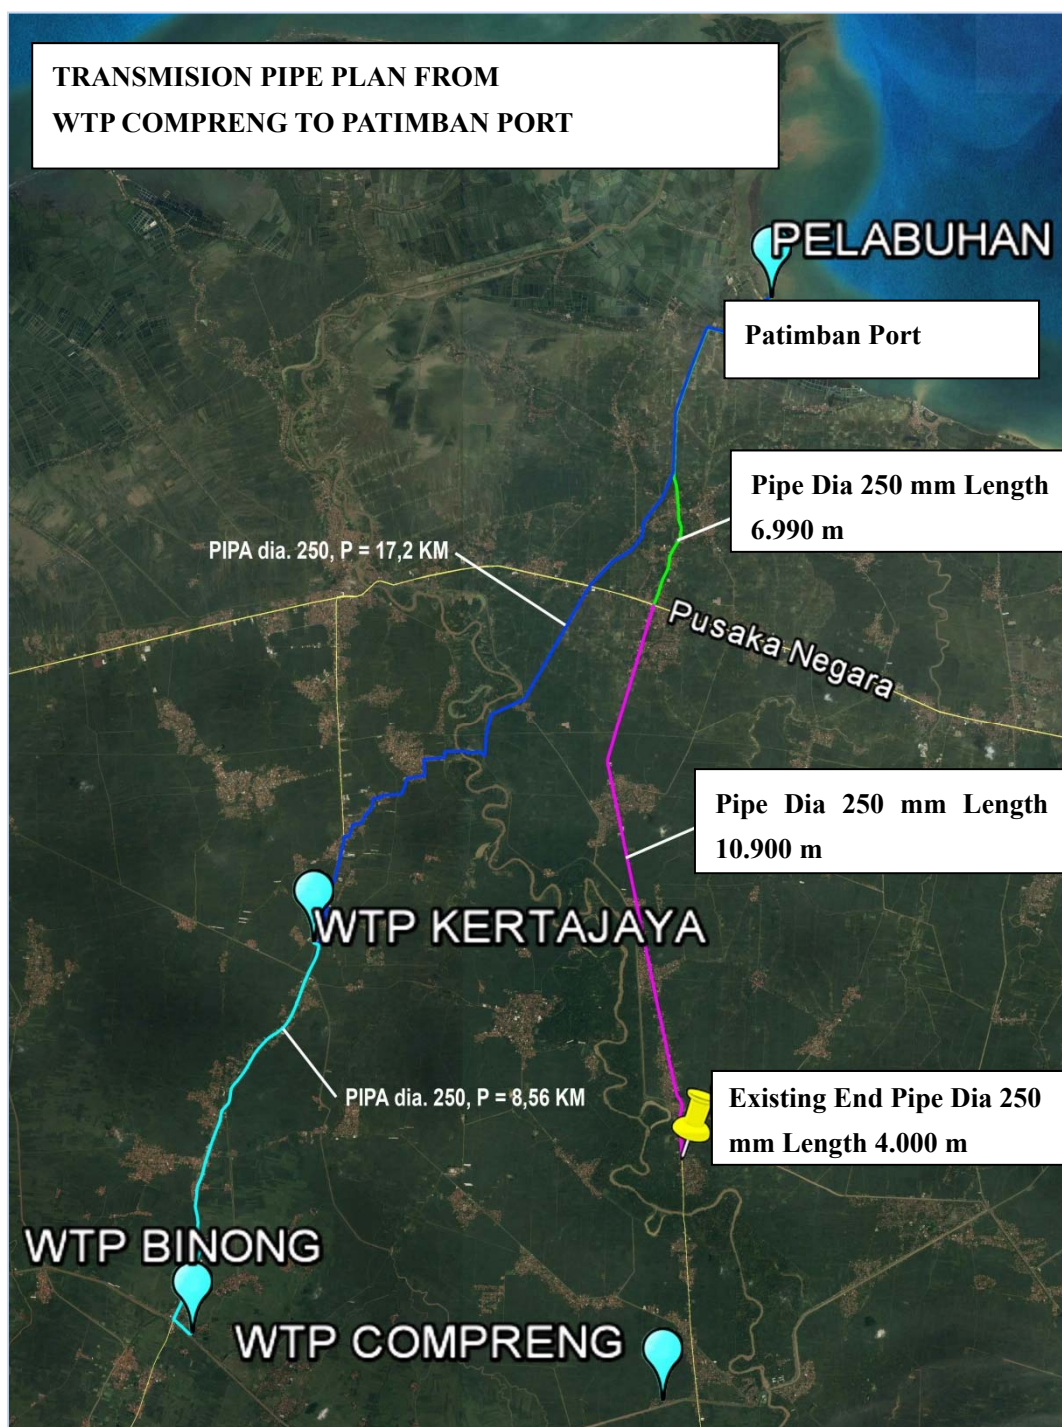 TRANSMISION PIPE PLAN FROM
WTP COMPRENG TO PATIMBAN PORT
PELABUHAN
Patimban Port
Pipe Dia 250 mm Length
6.990 m
PIPA dia. 250, P = 17,2 KM
Pusaka Negara
Pipe Dia 250 mm Length
10.900 m
WTP KERTAJAYA
PIPA dia. 250, P = 8,56 KM
Existing End Pipe Dia 250
mm Length 4.000 m
WTP BINONG
WTP COMPRENG